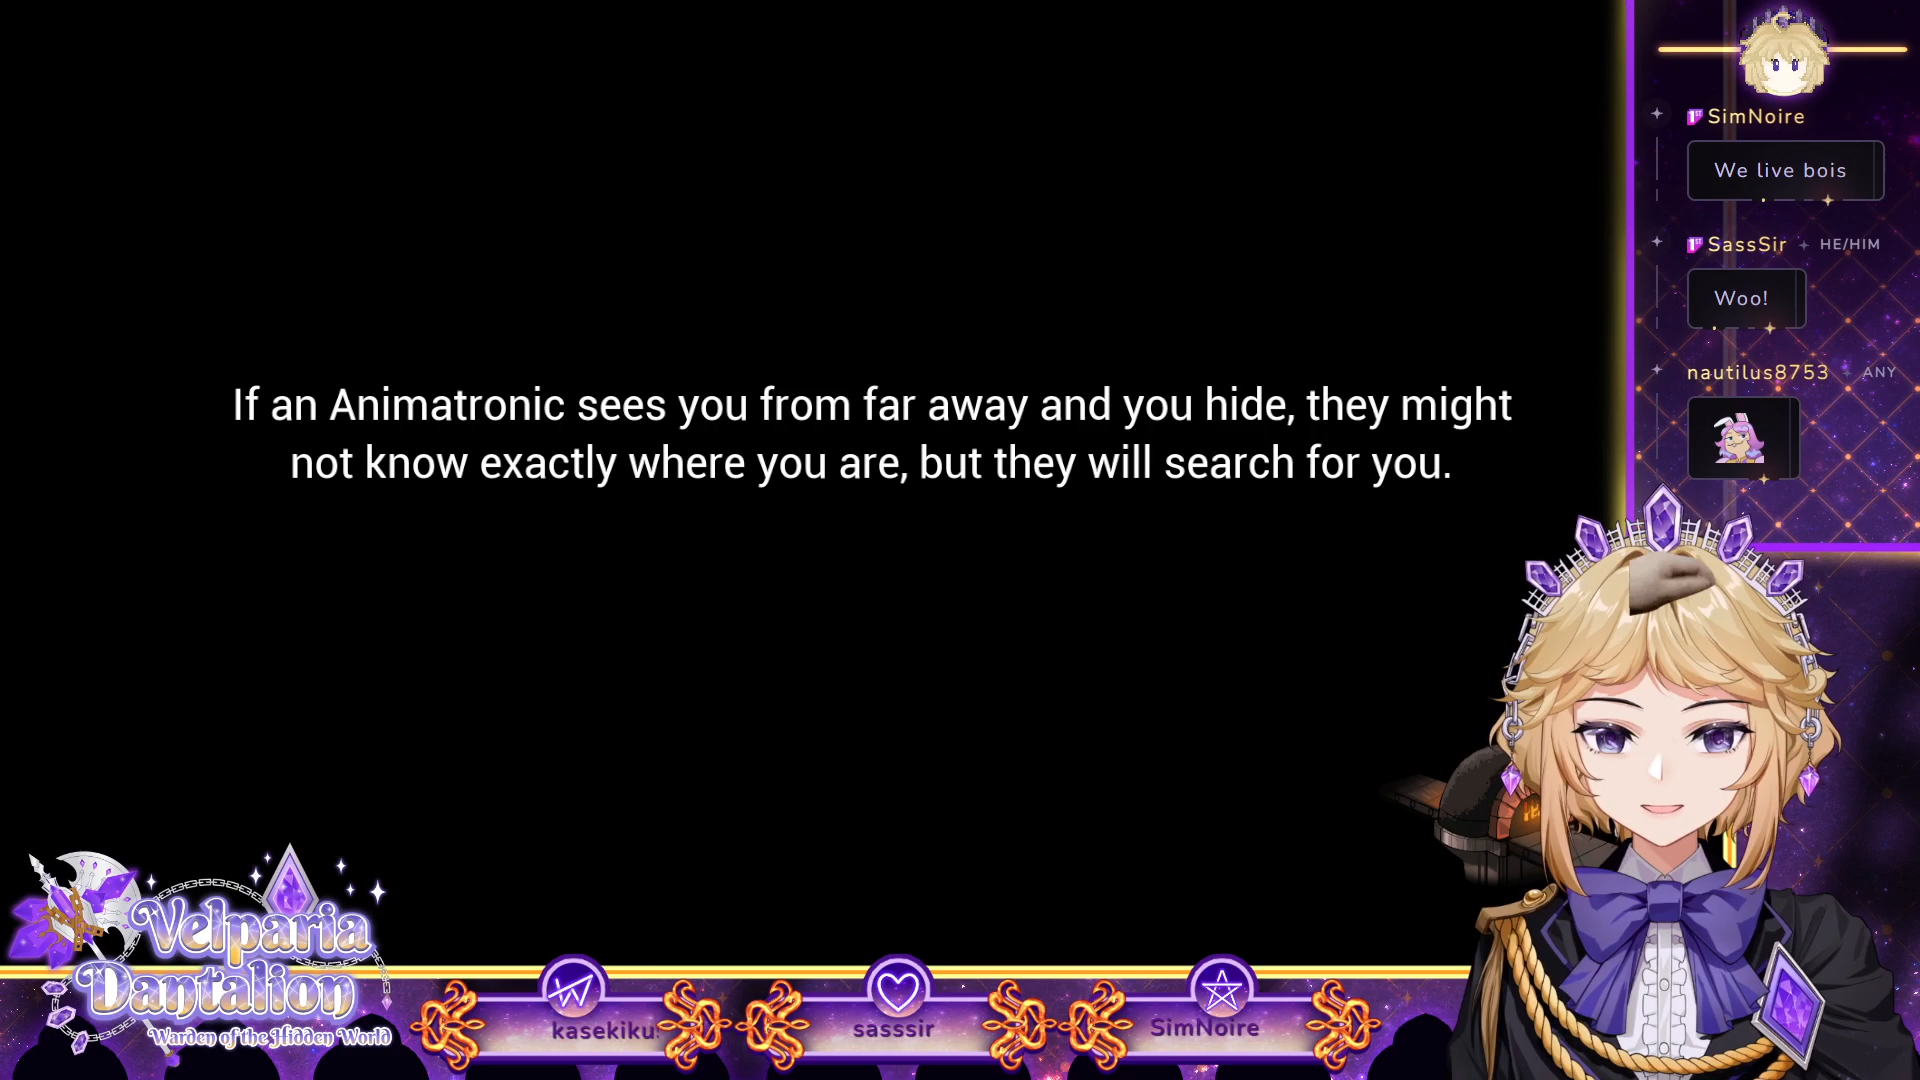 1ST SimNoire
We live bois
1ST SassSir HE/HIM
Woo!
nautilus8753 ANY
If an Animatronic sees you from far away and you hide, they might
not know exactly where you are, but they will search for you.
Velparia
Dantalion
Warden of the Hidden World
kasekiku
sasssir
SimNoire